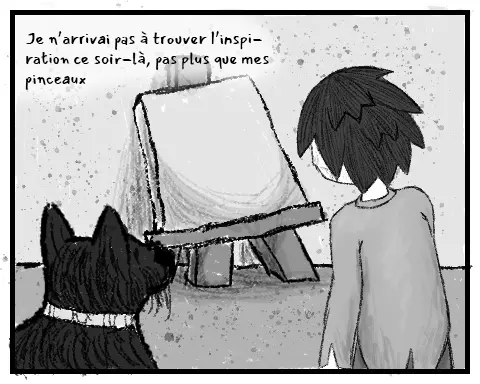 Je n'arrivai pas à trouver l'inspi-
ration ce soir-là, pas plus que mes
pinceaux